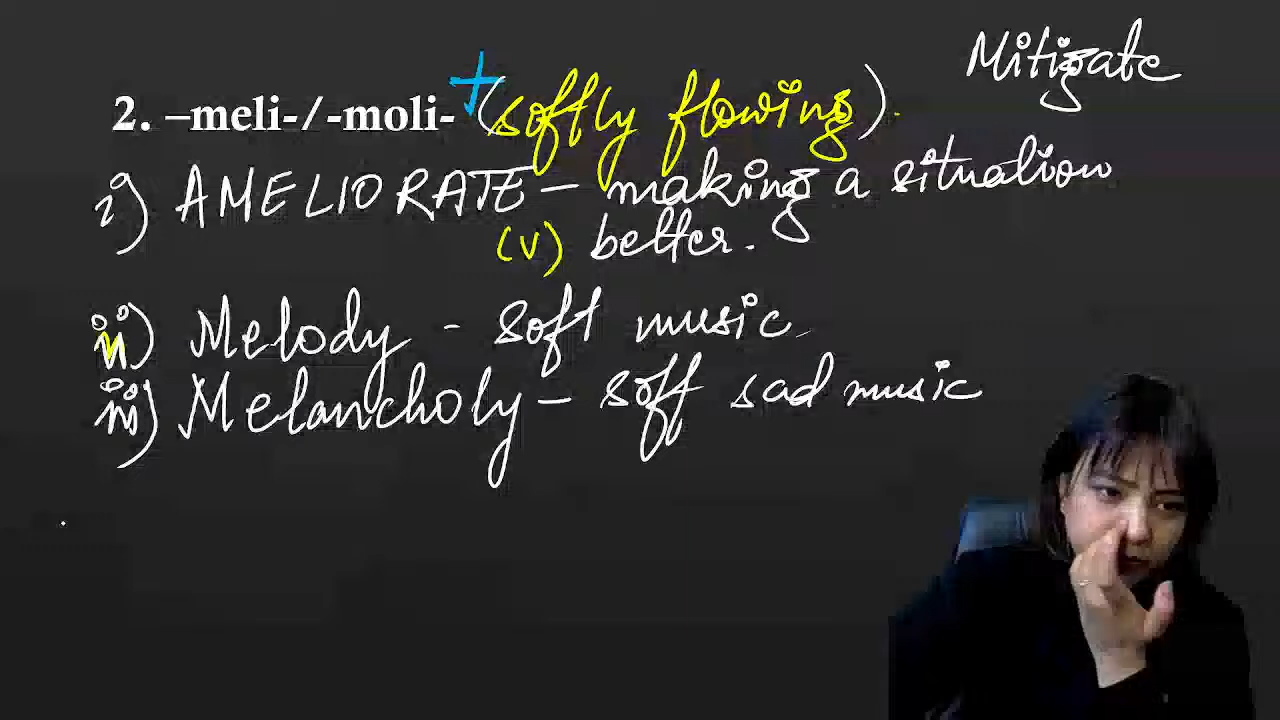 Mitigate
2. –meli-/-moli- + (softly flowing).
i) AMELIORATE – making a situation
(v) better.
ii) Melody - soft music
iii) Melancholy – soft sad music